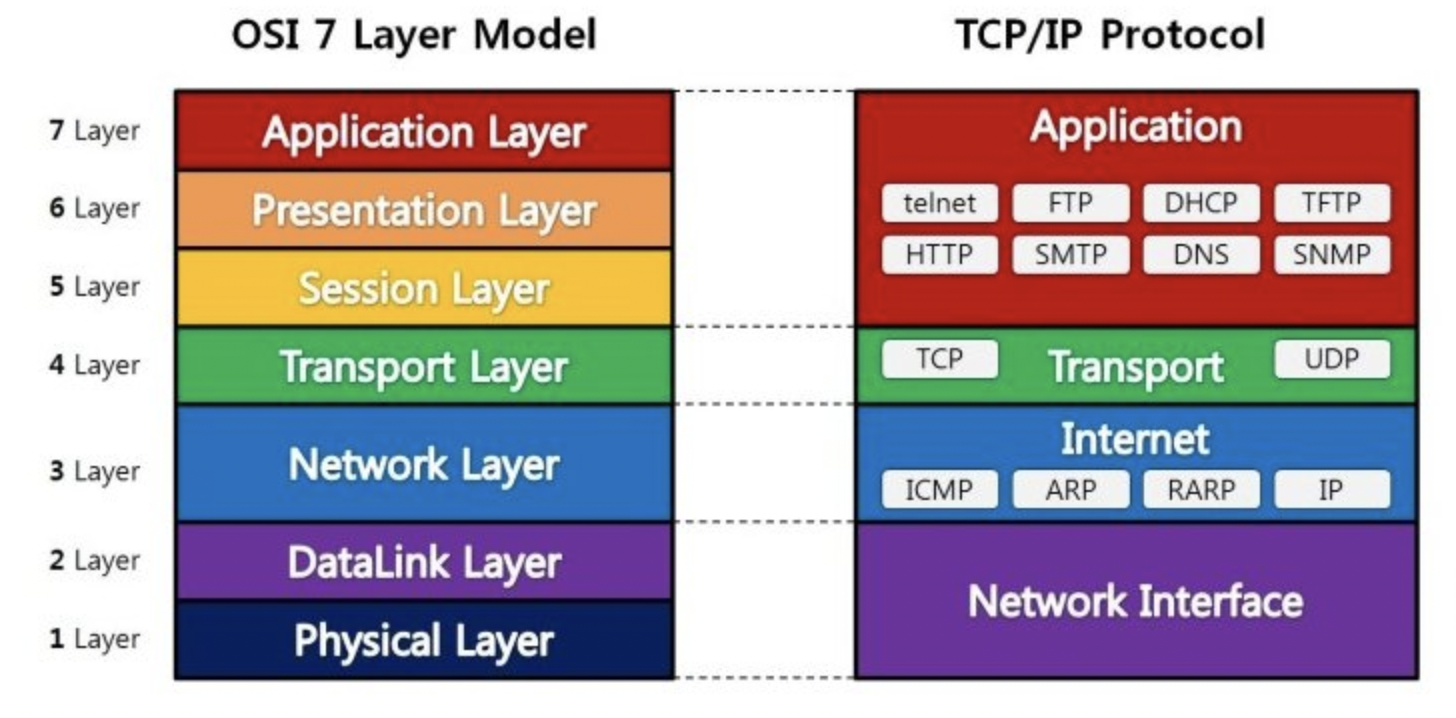 OSI 7 Layer Model
TCP/IP Protocol
7 Layer
Application Layer
6 Layer
Presentation Layer
5 Layer
Session Layer
4 Layer
Transport Layer
3 Layer
Network Layer
2 Layer
DataLink Layer
1 Layer
Physical Layer
Application
telnet FTP DHCP TFTP
HTTP SMTP DNS SNMP
TCP Transport UDP
Internet
ICMP ARP RARP IP
Network Interface